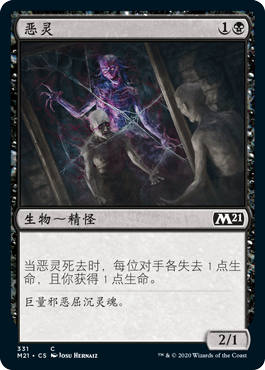 恶灵 1
生物～精怪 M21
当恶灵死去时，每位对手各失去1点生
命，且你获得1点生命。
巨量邪恶屈沉灵魂。
2/1
331 C
M21 • CS JOSU HERNAIZ ™ & © 2020 Wizards of the Coast